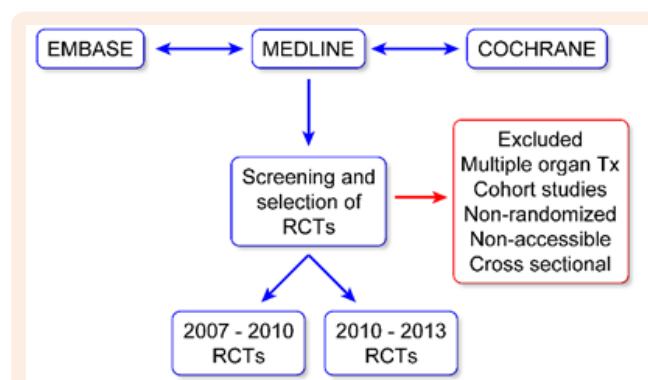 EMBASE
MEDLINE
COCHRANE
Screening and
selection of
RCTs
Excluded
Multiple organ Tx
Cohort studies
Non-randomized
Non-accessible
Cross sectional
2007 - 2010
RCTs
2010 - 2013
RCTs